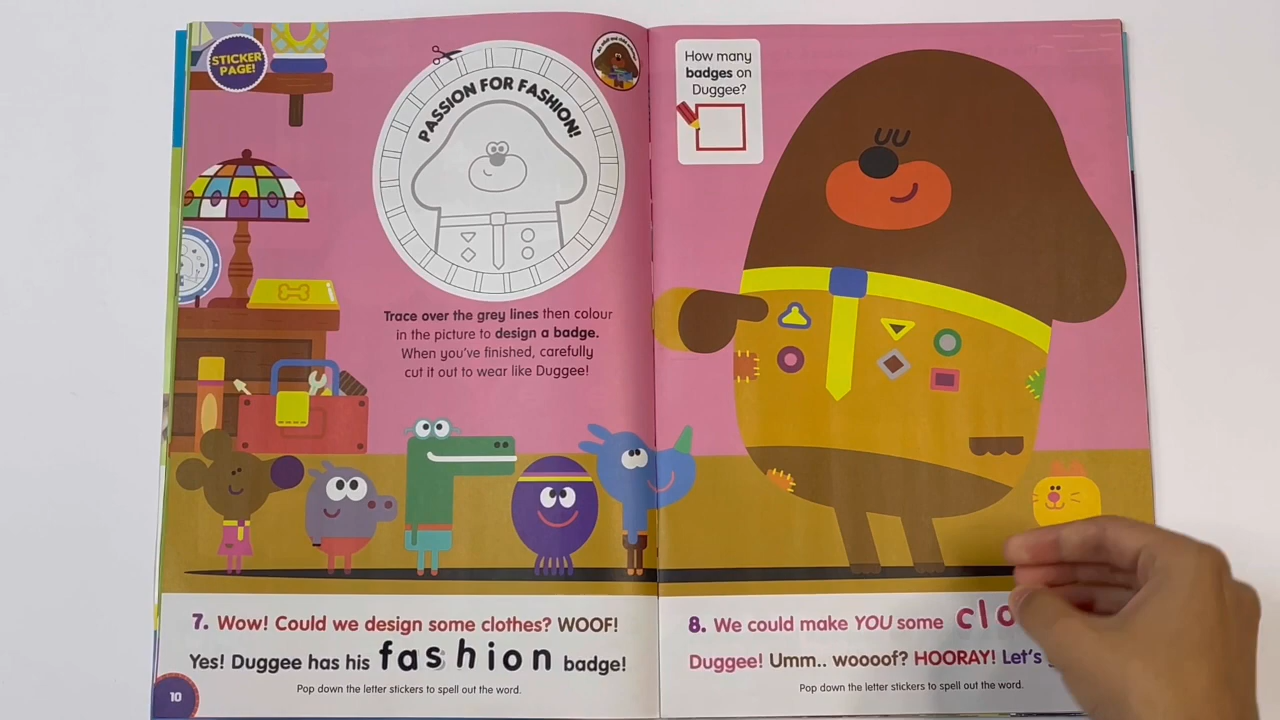 STICKER
PAGE!
PASSION FOR FASHION!
Trace over the grey lines then colour
in the picture to design a badge.
When you've finished, carefully
cut it out to wear like Duggee!
7. Wow! Could we design some clothes? WOOF!
Yes! Duggee has his fashion badge!
Pop down the letter stickers to spell out the word.
10
How many
badges on
Duggee?
8. We could make YOU some clo
Duggee! Umm.. woooof? HOORAY! Let's
Pop down the letter stickers to spell out the word.